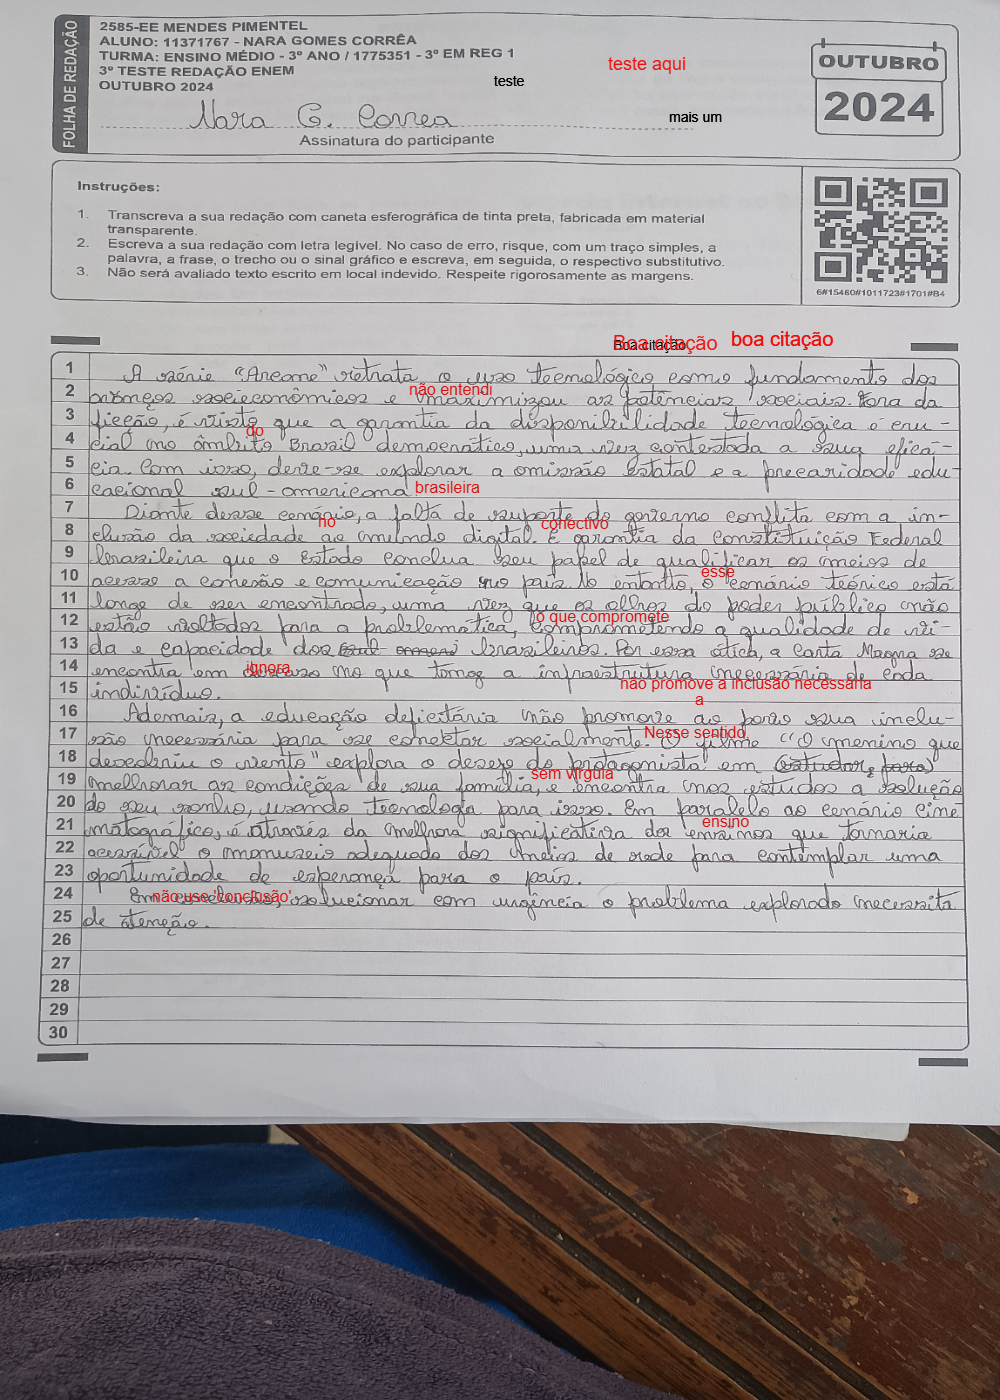 FOLHA DE REDAÇÃO
2585-EE MENDES PIMENTEL
ALUNO: 11371767 - NARA GOMES CORRÊA
TURMA: ENSINO MÉDIO - 3º ANO / 1775351 - 3º EM REG 1
3º TESTE REDAÇÃO ENEM
OUTUBRO 2024
teste
teste aqui
mais um
OUTUBRO
2024
Nara G. Correa
Assinatura do participante
Instruções:
1. Transcreva a sua redação com caneta esferográfica de tinta preta, fabricada em material
transparente.
2. Escreva a sua redação com letra legível. No caso de erro, risque, com um traço simples, a
palavra, a frase, o trecho ou o sinal gráfico e escreva, em seguida, o respectivo substitutivo.
3. Não será avaliado texto escrito em local indevido. Respeite rigorosamente as margens.
6#15460#1011723#1701#B4
Boa citação
Boa citação
boa citação
1 A série "Arcane" retrata o uso tecnológico como fundamento dos
não entendi
2 avanços socieconômicos e maximizou as potências sociais. Fora da
3 ficção, é visto que a garantia da disponibilidade tecnológica é cru-
do
4 cial no âmbito Brasil democrático, uma vez contestada a sua eficá-
5 cia. Com isso, deve-se explorar a omissão estatal e a precaridade edu-
6 cacional sul-americana
brasileira
7 Diante desse cenário, a falta de suporte do governo conflita com a in-
no
conectivo
8 clusão da sociedade ao mundo digital. É garantia da Constituição Federal
9 brasileira que o Estado conclua seu papel de qualificar os meios de
esse
10 acesso a conexão e comunicação no país. No entanto, o cenário teórico está
11 longe de ser encontrado, uma vez que os olhos do poder público não
o que compromete
12 estão voltados para a problemática, comprometendo a qualidade de vi-
13 da e capacidade dos brasileiros. Por essa ótica, a Carta Magna se
ignora
14 encontra em descaso no que tange a infraestrutura necessária de cada
não promove a inclusão necessária
15 indivíduo.
a
16 Ademais, a educação deficitária não promove ao povo sua inclu-
Nesse sentido,
17 são necessária para se conectar socialmente. O filme "O menino que
18 descobriu o vento" explora o desejo do protagonista em (estudar, para)
sem vírgula
19 melhorar as condições de sua família, e encontra nos estudos a solução
20 do seu sonho, usando tecnologia para isso. Em paralelo ao cenário cine
ensino
21 matográfico, é através da melhora significativa dos ensinos que tornaria
22 acessível o manuseio adequado dos meios de rede para contemplar uma
23 oportunidade de esperança para o país.
não use 'conclusão'
24 Em conclusão, solucionar com urgência o problema explorado necessita
25 de atenção.
26
27
28
29
30